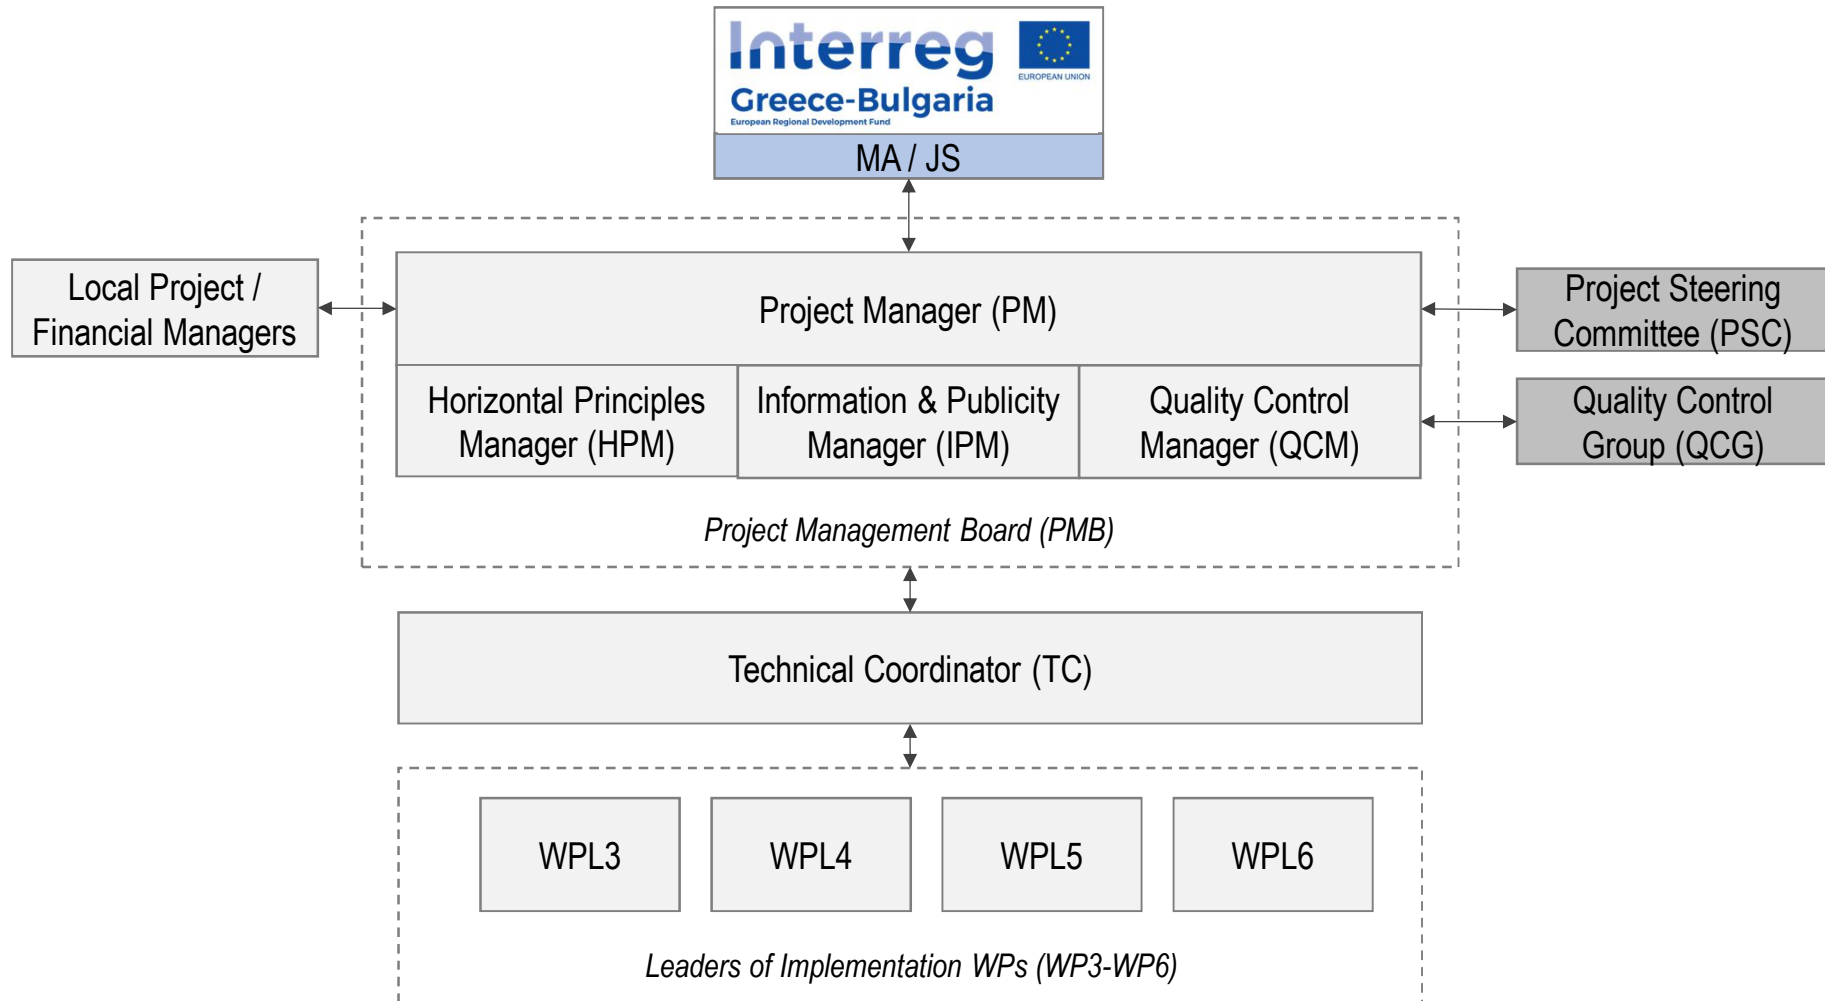 Interreg
EUROPEAN UNION
Greece-Bulgaria
European Regional Development Fund
MA / JS
Local Project /
Financial Managers
Project Manager (PM)
Project Steering
Committee (PSC)
Horizontal Principles
Manager (HPM)
Information & Publicity
Manager (IPM)
Quality Control
Manager (QCM)
Quality Control
Group (QCG)
Project Management Board (PMB)
Technical Coordinator (TC)
WPL3
WPL4
WPL5
WPL6
Leaders of Implementation WPs (WP3-WP6)